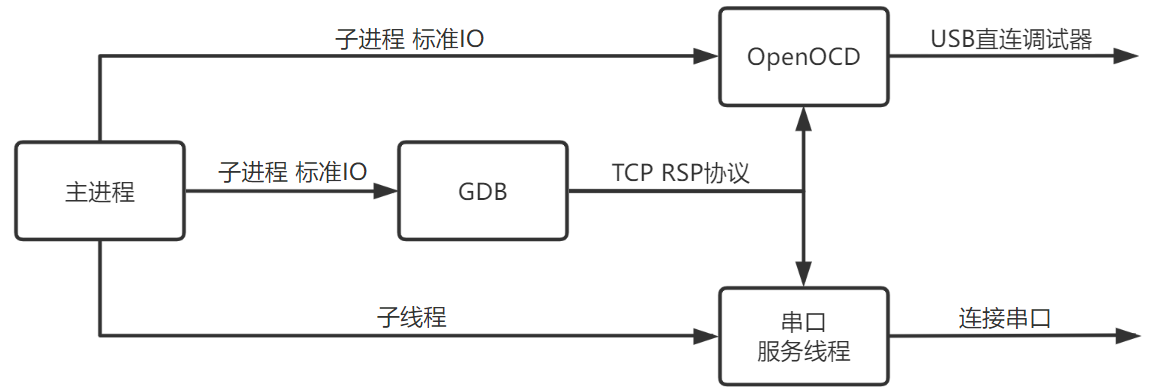 子进程 标准IO
OpenOCD
USB直连调试器
主进程
子进程 标准IO
GDB
TCP RSP协议
子线程
串口
服务线程
连接串口